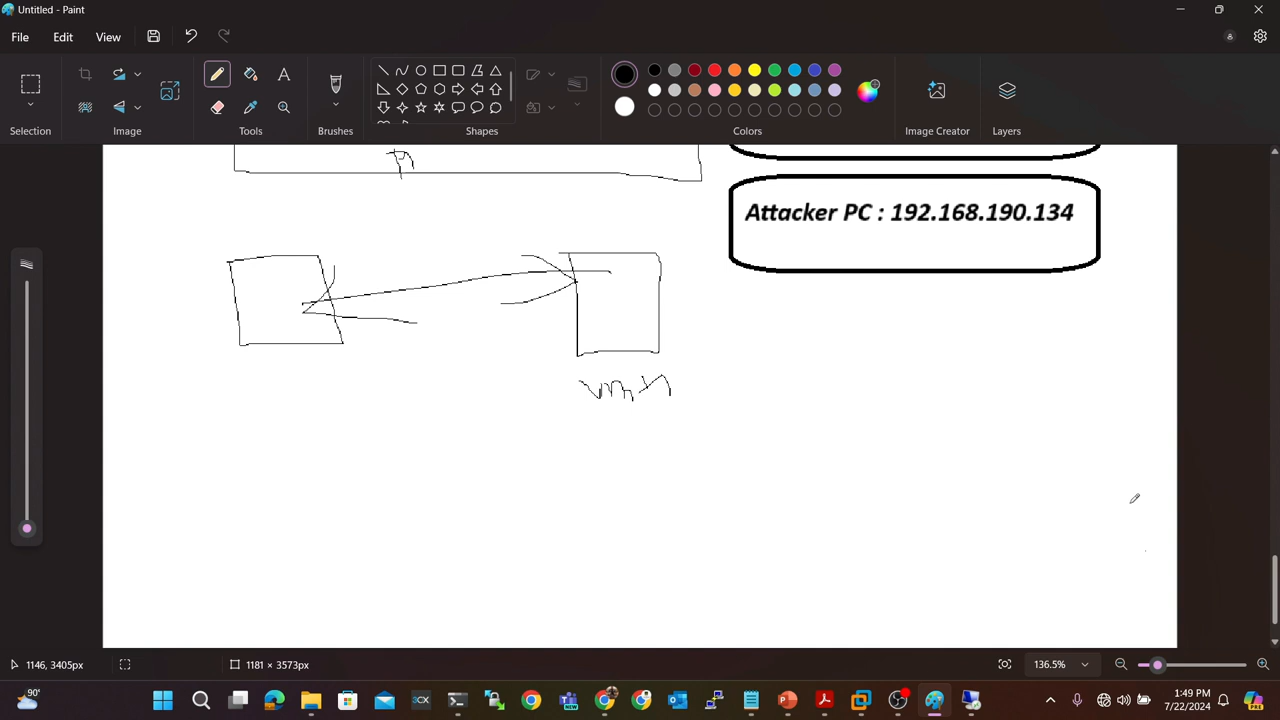 Untitled - Paint
File Edit View
Selection Image Tools Brushes Shapes Colors Image Creator Layers
Attacker PC : 192.168.190.134
1146, 3405px 1181 × 3573px 136.5%
90°
1:49 PM
7/22/2024